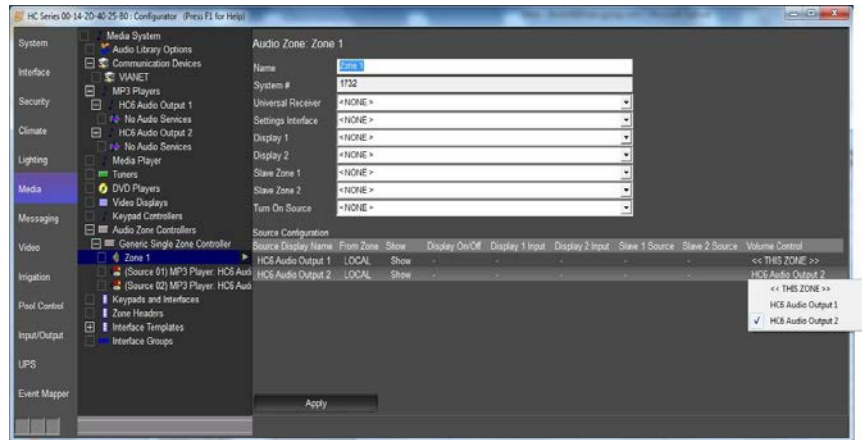 HC Series 00-14-2D-40-25-B0 : Configurator (Press F1 for Help)
System
Interface
Security
Climate
Lighting
Media
Messaging
Video
Irrigation
Pool Control
Input/Output
UPS
Event Mapper
Media System
Audio Library Options
Communication Devices
VIANET
MP3 Players
HC6 Audio Output 1
No Audio Services
HC6 Audio Output 2
No Audio Services
Media Player
Tuners
DVD Players
Video Displays
Keypad Controllers
Audio Zone Controllers
Generic Single Zone Controller
Zone 1
(Source 01) MP3 Player: HC6 Aud
(Source 02) MP3 Player: HC6 Aud
Keypads and Interfaces
Zone Headers
Interface Templates
Interface Groups
Audio Zone: Zone 1
Name Zone 1
System # 1732
Universal Receiver <NONE >
Settings Interface <NONE >
Display 1 <NONE >
Display 2 <NONE >
Slave Zone 1 <NONE >
Slave Zone 2 <NONE >
Turn On Source <NONE >
Source Configuration
Source Display Name From Zone Show Display On/Off Display 1 Input Display 2 Input Slave 1 Source Slave 2 Source Volume Control
HC6 Audio Output 1 LOCAL Show - - - - - << THIS ZONE >>
HC6 Audio Output 2 LOCAL Show - - - - - HC6 Audio Output 2
<< THIS ZONE >>
HC6 Audio Output 1
HC6 Audio Output 2
Apply